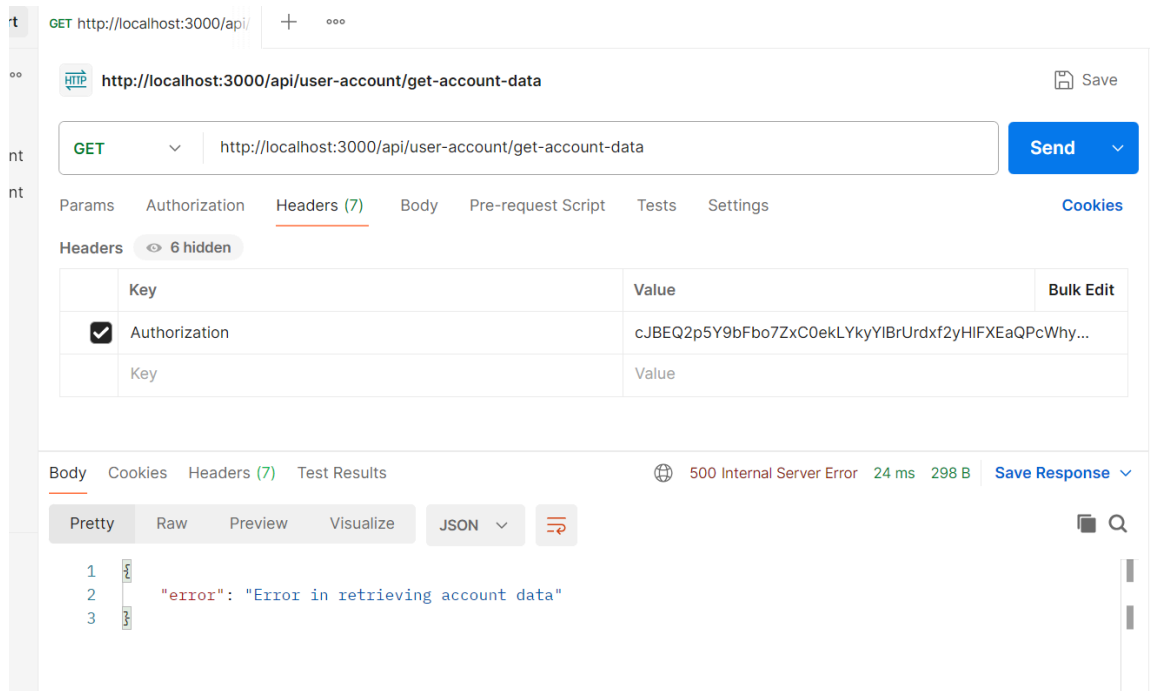 rt
GET http://localhost:3000/api/
nt
nt
HTTP http://localhost:3000/api/user-account/get-account-data Save
GET http://localhost:3000/api/user-account/get-account-data Send
Params Authorization Headers (7) Body Pre-request Script Tests Settings Cookies
Headers 6 hidden
Key Value Bulk Edit
Authorization cJBEQ2p5Y9bFbo7ZxC0ekLYkyYlBrUrdxf2yHlFXEaQPcWhy...
Key Value
Body Cookies Headers (7) Test Results 500 Internal Server Error 24 ms 298 B Save Response
Pretty Raw Preview Visualize JSON
1 {
2 "error": "Error in retrieving account data"
3 }